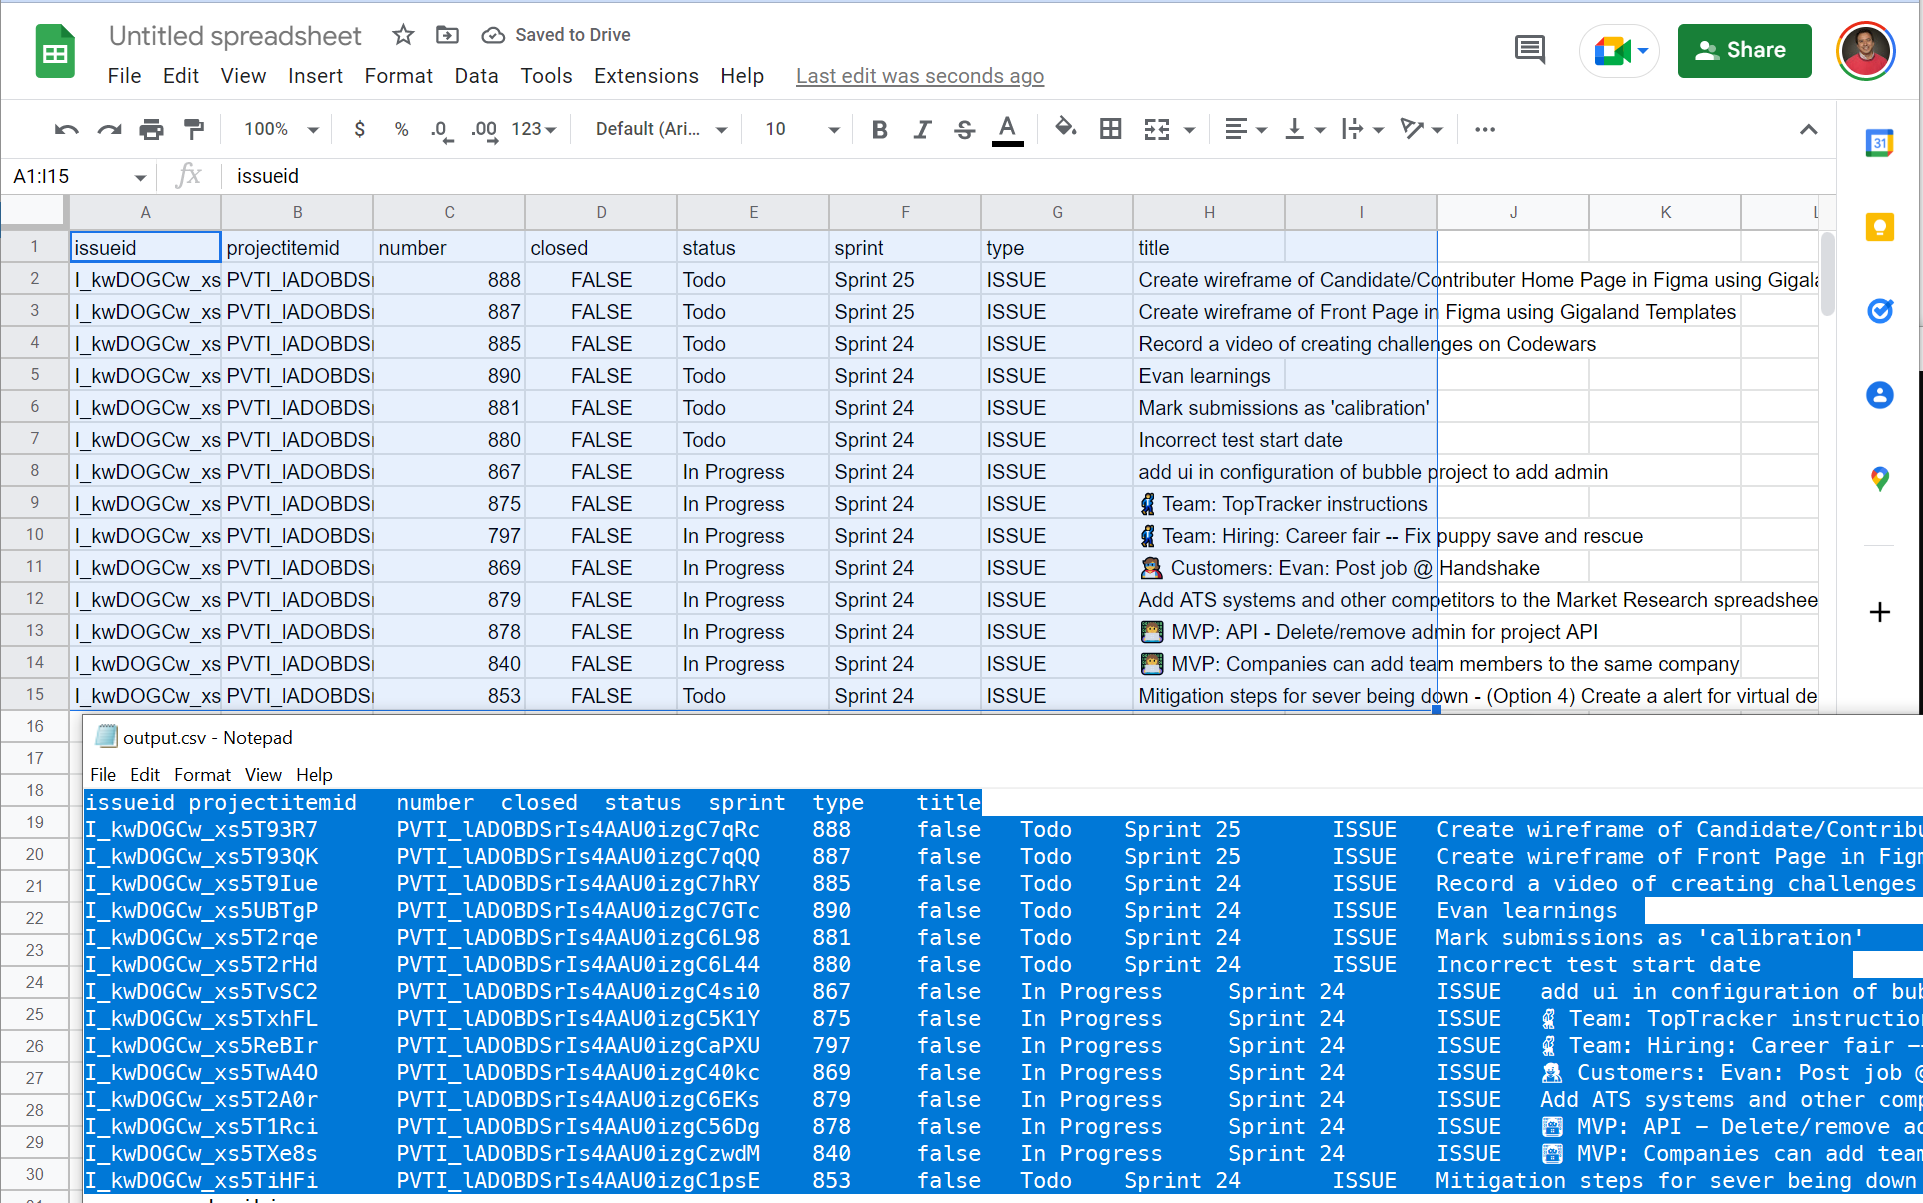 Untitled spreadsheet Saved to Drive
File Edit View Insert Format Data Tools Extensions Help Last edit was seconds ago
Share
100% $ % .0 .00 123 Default (Ari... 10 B I S A
31
A1:I15 fx issueid
A B C D E F G H I J K L
1 issueid projectitemid number closed status sprint type title
2 I_kwDOGCw_xs PVTI_lADOBDSr 888 FALSE Todo Sprint 25 ISSUE Create wireframe of Candidate/Contributer Home Page in Figma using Gigala
3 I_kwDOGCw_xs PVTI_lADOBDSr 887 FALSE Todo Sprint 25 ISSUE Create wireframe of Front Page in Figma using Gigaland Templates
4 I_kwDOGCw_xs PVTI_lADOBDSr 885 FALSE Todo Sprint 24 ISSUE Record a video of creating challenges on Codewars
5 I_kwDOGCw_xs PVTI_lADOBDSr 890 FALSE Todo Sprint 24 ISSUE Evan learnings
6 I_kwDOGCw_xs PVTI_lADOBDSr 881 FALSE Todo Sprint 24 ISSUE Mark submissions as 'calibration'
7 I_kwDOGCw_xs PVTI_lADOBDSr 880 FALSE Todo Sprint 24 ISSUE Incorrect test start date
8 I_kwDOGCw_xs PVTI_lADOBDSr 867 FALSE In Progress Sprint 24 ISSUE add ui in configuration of bubble project to add admin
9 I_kwDOGCw_xs PVTI_lADOBDSr 875 FALSE In Progress Sprint 24 ISSUE Team: TopTracker instructions
10 I_kwDOGCw_xs PVTI_lADOBDSr 797 FALSE In Progress Sprint 24 ISSUE Team: Hiring: Career fair -- Fix puppy save and rescue
11 I_kwDOGCw_xs PVTI_lADOBDSr 869 FALSE In Progress Sprint 24 ISSUE Customers: Evan: Post job @ Handshake
12 I_kwDOGCw_xs PVTI_lADOBDSr 879 FALSE In Progress Sprint 24 ISSUE Add ATS systems and other competitors to the Market Research spreadshee
13 I_kwDOGCw_xs PVTI_lADOBDSr 878 FALSE In Progress Sprint 24 ISSUE MVP: API - Delete/remove admin for project API
14 I_kwDOGCw_xs PVTI_lADOBDSr 840 FALSE In Progress Sprint 24 ISSUE MVP: Companies can add team members to the same company
15 I_kwDOGCw_xs PVTI_lADOBDSr 853 FALSE Todo Sprint 24 ISSUE Mitigation steps for sever being down - (Option 4) Create a alert for virtual de
16
17
18
19
20
21
22
23
24
25
26
27
28
29
30
output.csv - Notepad
File Edit Format View Help
issueid projectitemid number closed status sprint type title
I_kwDOGCw_xs5T93R7 PVTI_lADOBDSrIs4AAU0izgC7qRc 888 false Todo Sprint 25 ISSUE Create wireframe of Candidate/Contribu
I_kwDOGCw_xs5T93QK PVTI_lADOBDSrIs4AAU0izgC7qQQ 887 false Todo Sprint 25 ISSUE Create wireframe of Front Page in Figm
I_kwDOGCw_xs5T9Iue PVTI_lADOBDSrIs4AAU0izgC7hRY 885 false Todo Sprint 24 ISSUE Record a video of creating challenges
I_kwDOGCw_xs5UBTgP PVTI_lADOBDSrIs4AAU0izgC7GTc 890 false Todo Sprint 24 ISSUE Evan learnings
I_kwDOGCw_xs5T2rqe PVTI_lADOBDSrIs4AAU0izgC6L98 881 false Todo Sprint 24 ISSUE Mark submissions as 'calibration'
I_kwDOGCw_xs5T2rHd PVTI_lADOBDSrIs4AAU0izgC6L44 880 false Todo Sprint 24 ISSUE Incorrect test start date
I_kwDOGCw_xs5TvSC2 PVTI_lADOBDSrIs4AAU0izgC4si0 867 false In Progress Sprint 24 ISSUE add ui in configuration of bub
I_kwDOGCw_xs5TxhFL PVTI_lADOBDSrIs4AAU0izgC5K1Y 875 false In Progress Sprint 24 ISSUE Team: TopTracker instruction
I_kwDOGCw_xs5ReBIr PVTI_lADOBDSrIs4AAU0izgCaPXU 797 false In Progress Sprint 24 ISSUE Team: Hiring: Career fair --
I_kwDOGCw_xs5TwA4O PVTI_lADOBDSrIs4AAU0izgC40kc 869 false In Progress Sprint 24 ISSUE Customers: Evan: Post job @
I_kwDOGCw_xs5T2A0r PVTI_lADOBDSrIs4AAU0izgC6EKs 879 false In Progress Sprint 24 ISSUE Add ATS systems and other comp
I_kwDOGCw_xs5T1Rci PVTI_lADOBDSrIs4AAU0izgC56Dg 878 false In Progress Sprint 24 ISSUE MVP: API - Delete/remove ad
I_kwDOGCw_xs5TXe8s PVTI_lADOBDSrIs4AAU0izgCzwdM 840 false In Progress Sprint 24 ISSUE MVP: Companies can add team
I_kwDOGCw_xs5TiHFi PVTI_lADOBDSrIs4AAU0izgC1psE 853 false Todo Sprint 24 ISSUE Mitigation steps for sever being down